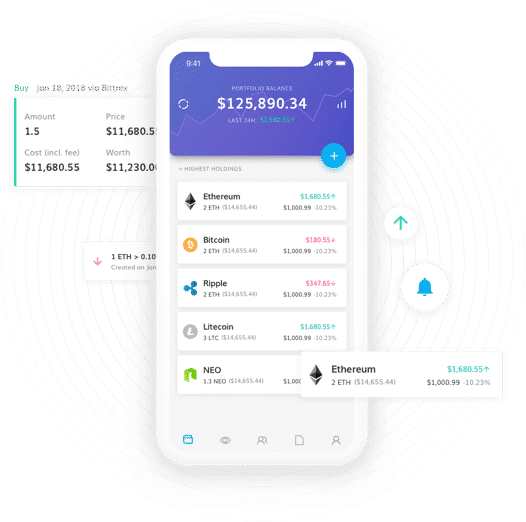 9:41
PORTFOLIO BALANCE
$125,890.34
LAST 24H: $1,680.55↑
Buy Jan 18, 2018 via Bittrex
Amount Price
1.5 $11,680.5
Cost (incl. fee) Worth
$11,680.55 $11,230.0
+
HIGHEST HOLDINGS
Ethereum $1,680.55↑
2 ETH ($14,655.44) $1,000.99 -10.23%
Bitcoin $180.55↓
2 ETH ($14,655.44) $1,000.99 -10.23%
1 ETH > 0.10
Created on Jan
Ripple $347.65↓
2 ETH ($14,655.44) $1,000.99 -10.23%
Litecoin $1,680.55↑
3 LTC ($14,655.44) $1,000.99 -10.23%
NEO
1.3 NEO ($14,655.44) $1,00
Ethereum $1,680.55↑
2 ETH ($14,655.44) $1,000.99 -10.23%